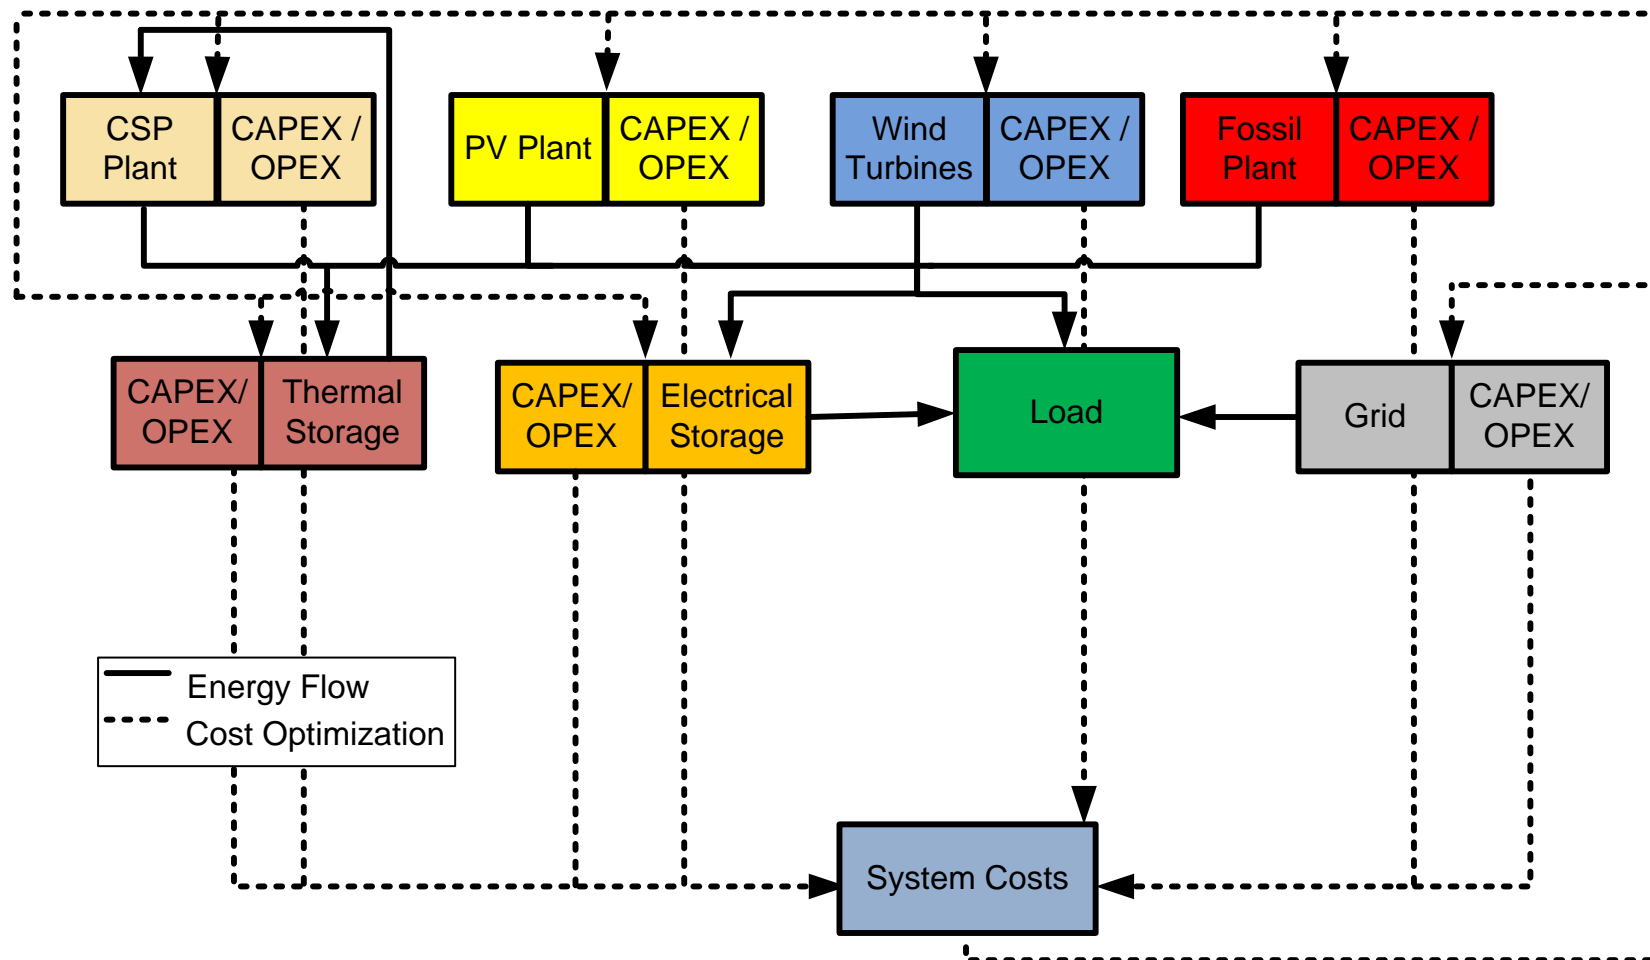 CSP
Plant
CAPEX /
OPEX
PV Plant
CAPEX /
OPEX
Wind
Turbines
CAPEX /
OPEX
Fossil
Plant
CAPEX /
OPEX
CAPEX/
OPEX
Thermal
Storage
CAPEX/
OPEX
Electrical
Storage
Load
Grid
CAPEX/
OPEX
Energy Flow
Cost Optimization
System Costs